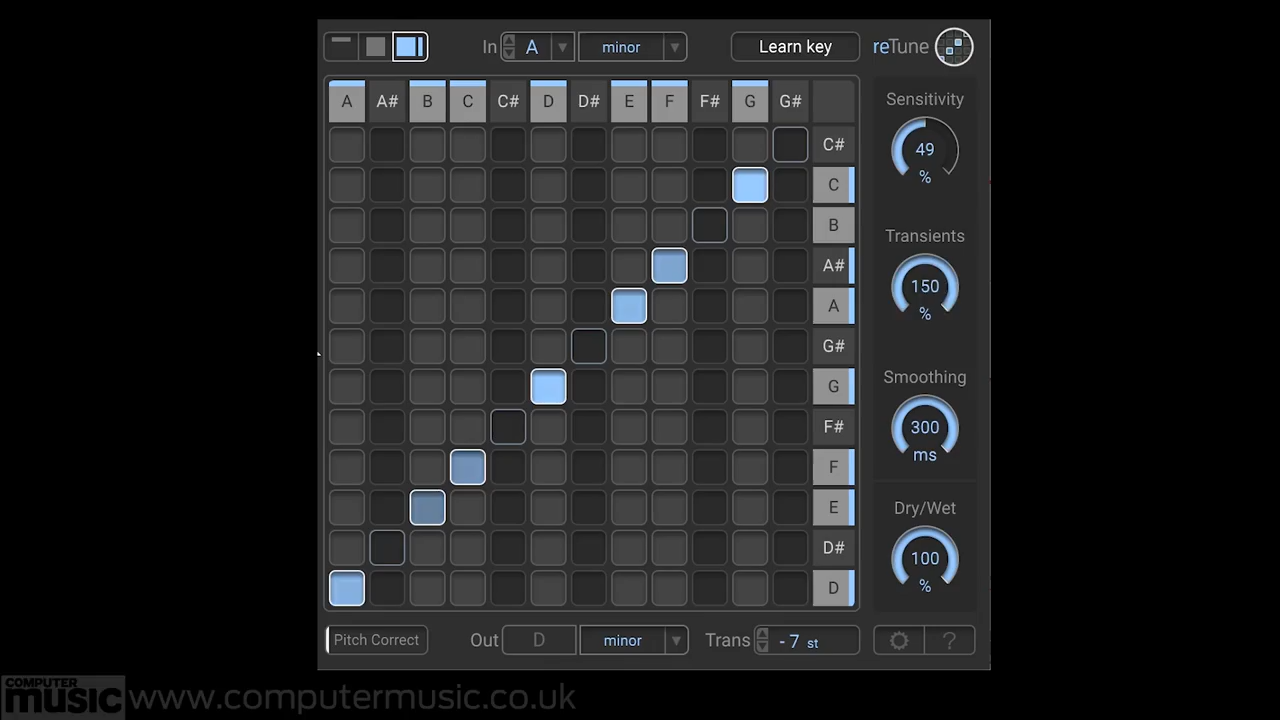 In A minor Learn key reTune
A A# B C C# D D# E F F# G G#
Sensitivity
49
%
Transients
150
%
Smoothing
300
ms
Dry/Wet
100
%
C#
C
B
A#
A
G#
G
F#
F
E
D#
D
Pitch Correct Out D minor Trans - 7 st ?
COMPUTER
music www.computermusic.co.uk